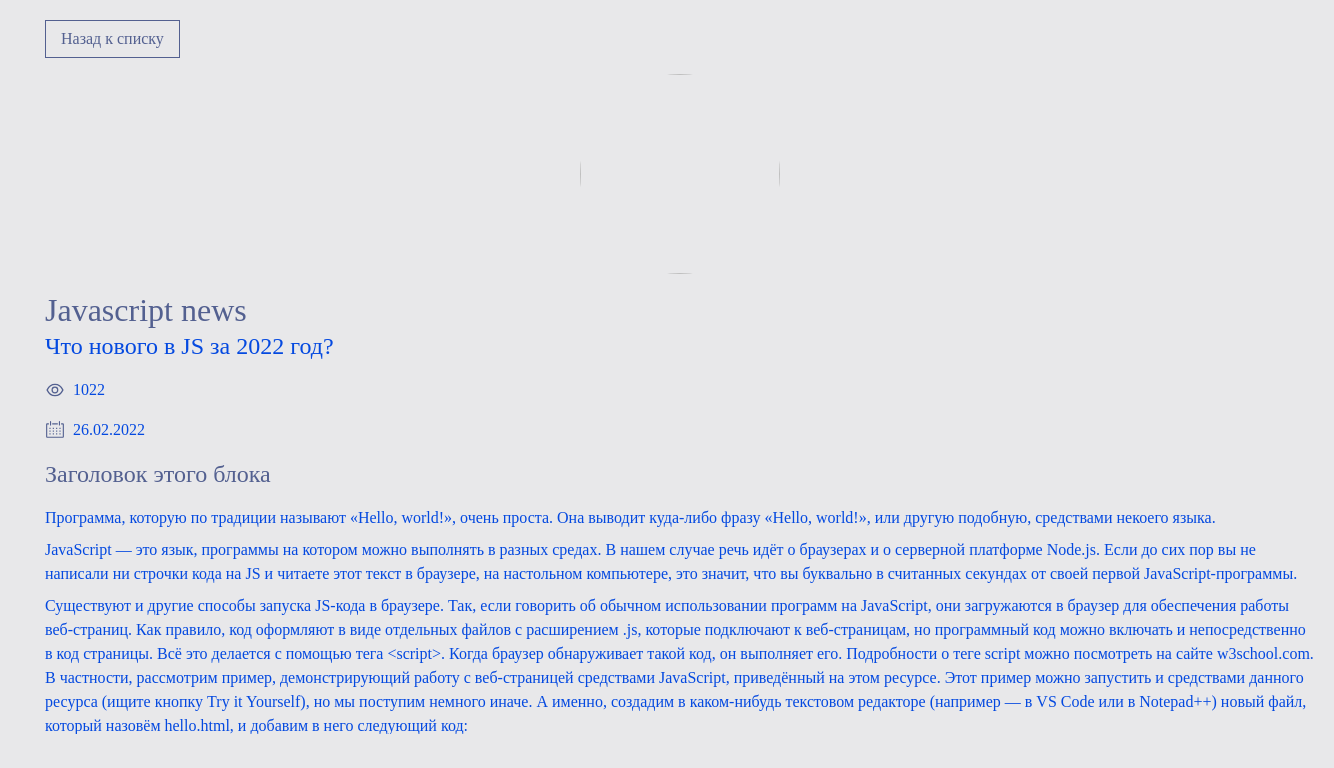 Назад к списку
Javascript news
Что нового в JS за 2022 год?
1022
26.02.2022
Заголовок этого блока
Программа, которую по традиции называют «Hello, world!», очень проста. Она выводит куда-либо фразу «Hello, world!», или другую подобную, средствами некоего языка.
JavaScript — это язык, программы на котором можно выполнять в разных средах. В нашем случае речь идёт о браузерах и о серверной платформе Node.js. Если до сих пор вы не
написали ни строчки кода на JS и читаете этот текст в браузере, на настольном компьютере, это значит, что вы буквально в считанных секундах от своей первой JavaScript-программы.
Существуют и другие способы запуска JS-кода в браузере. Так, если говорить об обычном использовании программ на JavaScript, они загружаются в браузер для обеспечения работы
веб-страниц. Как правило, код оформляют в виде отдельных файлов с расширением .js, которые подключают к веб-страницам, но программный код можно включать и непосредственно
в код страницы. Всё это делается с помощью тега <script>. Когда браузер обнаруживает такой код, он выполняет его. Подробности о теге script можно посмотреть на сайте w3school.com.
В частности, рассмотрим пример, демонстрирующий работу с веб-страницей средствами JavaScript, приведённый на этом ресурсе. Этот пример можно запустить и средствами данного
ресурса (ищите кнопку Try it Yourself), но мы поступим немного иначе. А именно, создадим в каком-нибудь текстовом редакторе (например — в VS Code или в Notepad++) новый файл,
который назовём hello.html, и добавим в него следующий код: